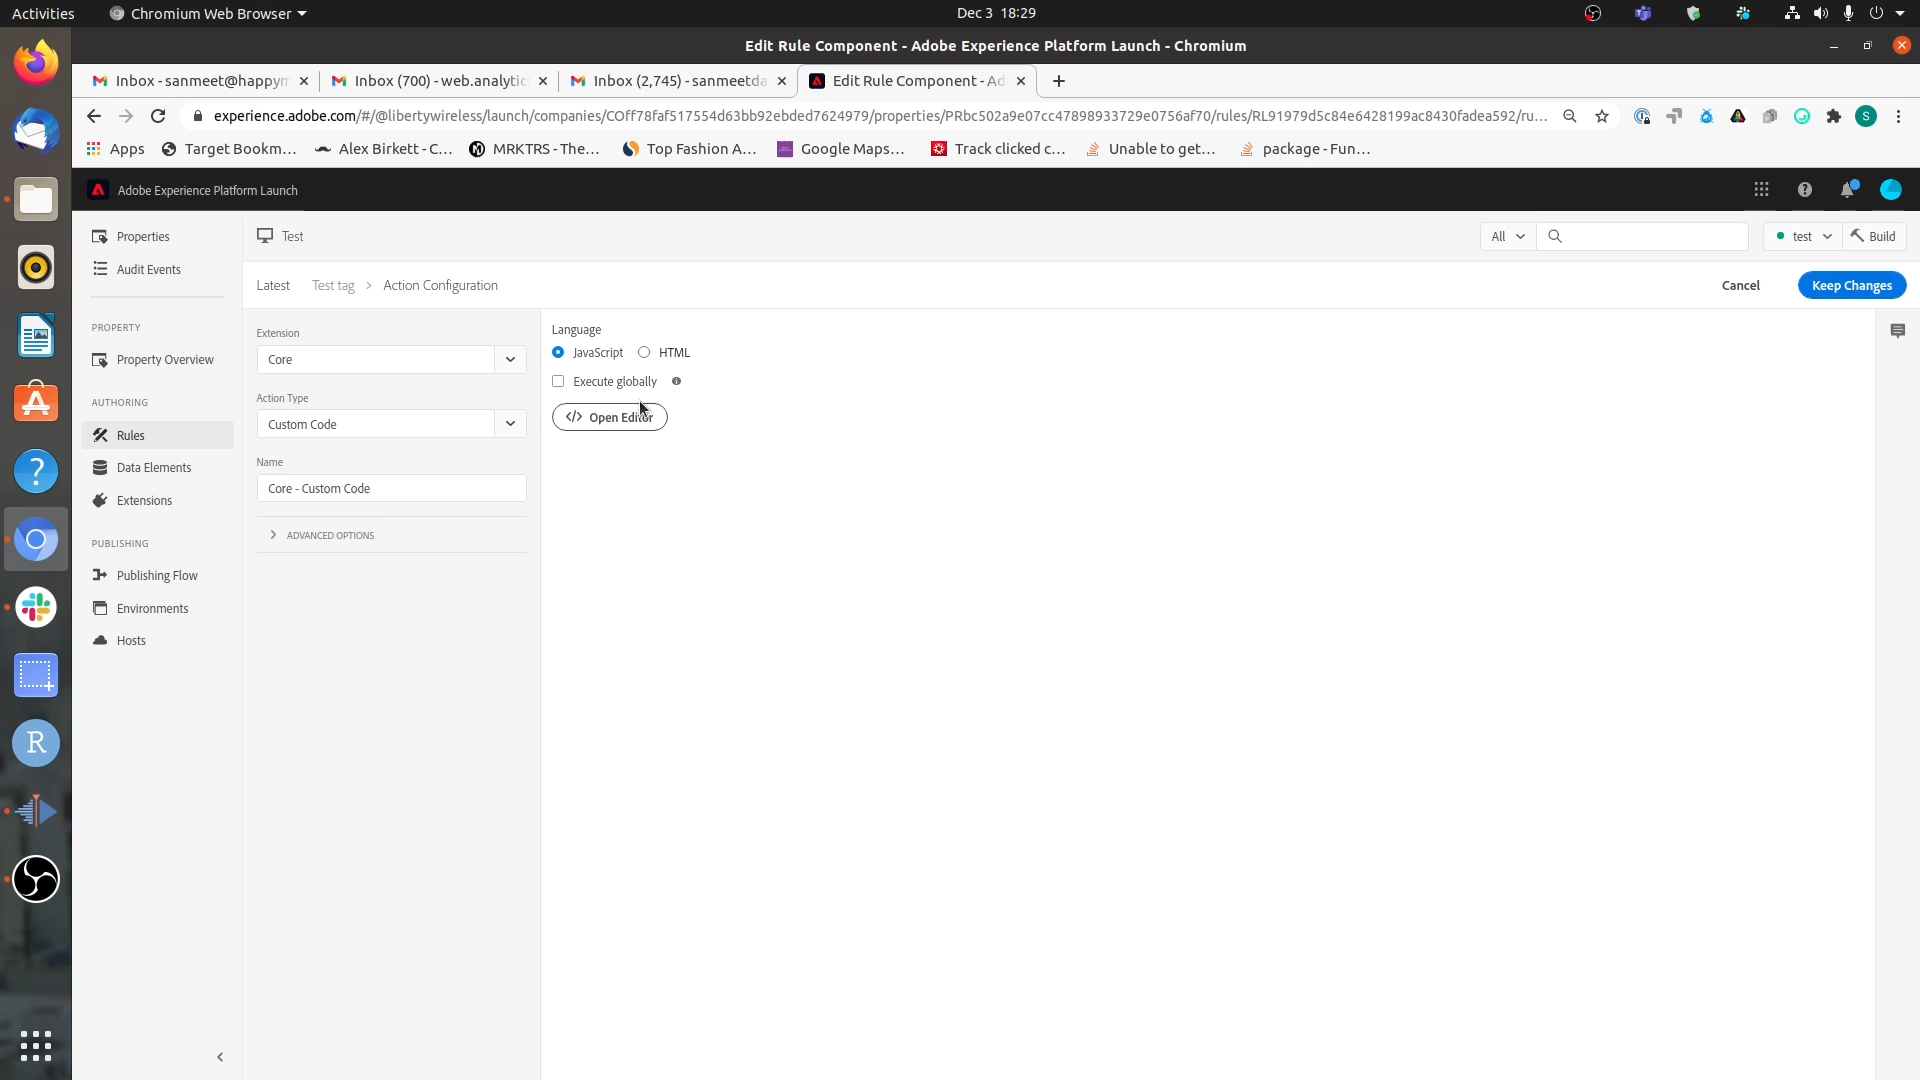 Activities Chromium Web Browser Dec 3 18:29
Edit Rule Component - Adobe Experience Platform Launch - Chromium
Inbox - sanmeet@happym Inbox (700) - web.analytic Inbox (2,745) - sanmeetda Edit Rule Component - Ad
experience.adobe.com/#/@libertywireless/launch/companies/COff78faf517554d63bb92ebded7624979/properties/PRbc502a9e07cc47898933729e0756af70/rules/RL91979d5c84e6428199ac8430fadea592/ru... S
Apps Target Bookm... Alex Birkett - C... MRKTRS - The... Top Fashion A... Google Maps... Track clicked c... Unable to get... package - Fun...
Adobe Experience Platform Launch
Properties
Audit Events
PROPERTY
Property Overview
AUTHORING
Rules
Data Elements
Extensions
PUBLISHING
Publishing Flow
Environments
Hosts
Test All test Build
Latest Test tag > Action Configuration Cancel Keep Changes
Extension
Core
Action Type
Custom Code
Name
Core - Custom Code
ADVANCED OPTIONS
Language
JavaScript HTML
Execute globally
</> Open Editor